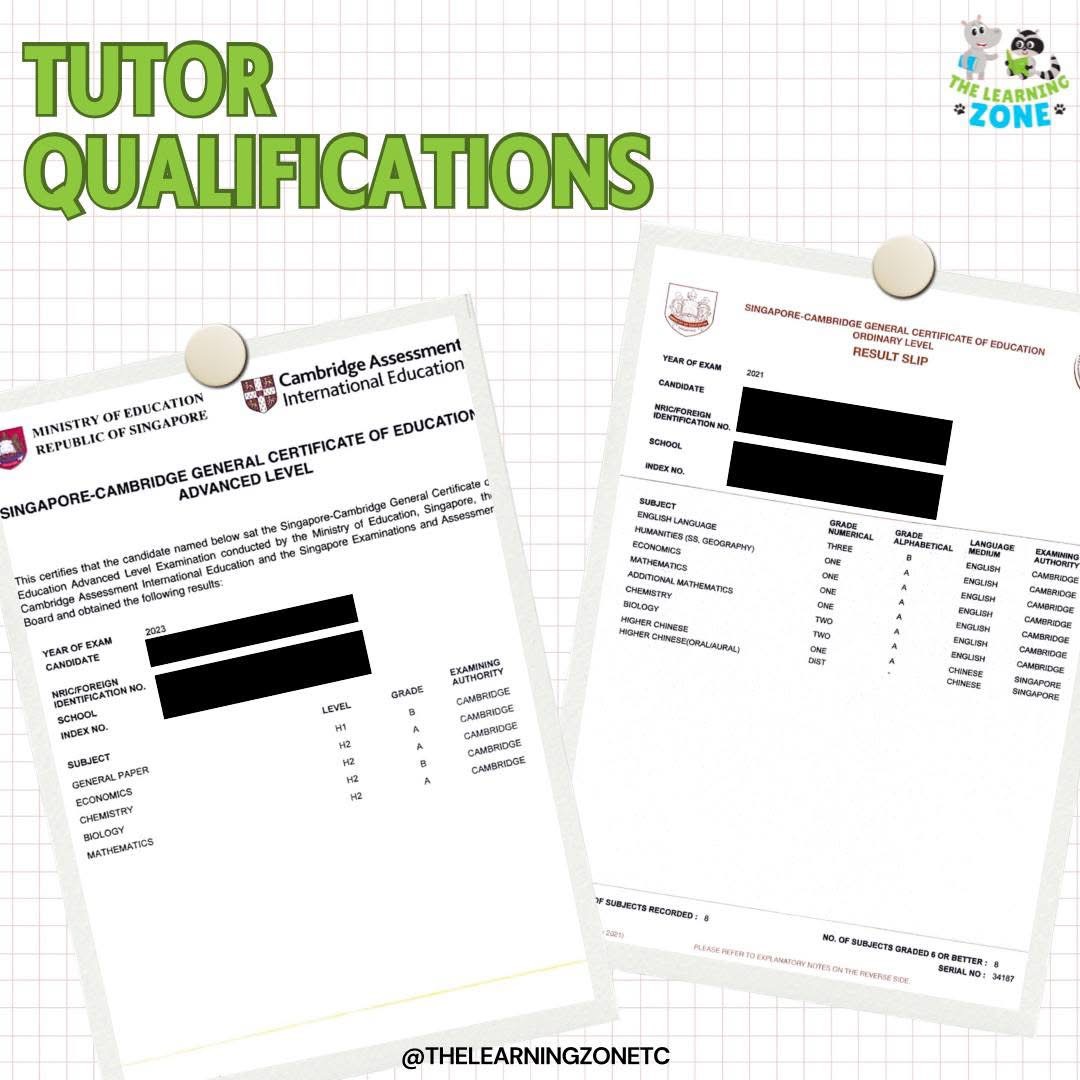 TUTOR
QUALIFICATIONS
THE LEARNING
ZONE
MINISTRY OF EDUCATION
REPUBLIC OF SINGAPORE
Cambridge Assessment
International Education
SINGAPORE-CAMBRIDGE GENERAL CERTIFICATE OF EDUCATION
ADVANCED LEVEL
This certifies that the candidate named below sat the Singapore-Cambridge General Certificate
Education Advanced Level Examination conducted by the Ministry of Education, Singapore,
Cambridge Assessment International Education and the Singapore Examinations and Assessmen
Board and obtained the following results:
YEAR OF EXAM 2023
CANDIDATE
NRIC/FOREIGN
IDENTIFICATION NO.
SCHOOL
INDEX NO.
SUBJECT LEVEL GRADE EXAMINING
AUTHORITY
GENERAL PAPER H1 B CAMBRIDGE
ECONOMICS H2 A CAMBRIDGE
CHEMISTRY H2 A CAMBRIDGE
BIOLOGY H2 B CAMBRIDGE
MATHEMATICS H2 A CAMBRIDGE
SINGAPORE-CAMBRIDGE GENERAL CERTIFICATE OF EDUCATION
ORDINARY LEVEL
RESULT SLIP
YEAR OF EXAM 2021
CANDIDATE
NRIC/FOREIGN
IDENTIFICATION NO.
SCHOOL
INDEX NO.
SUBJECT GRADE NUMERICAL GRADE ALPHABETICAL LANGUAGE MEDIUM EXAMINING AUTHORITY
ENGLISH LANGUAGE THREE B ENGLISH CAMBRIDGE
HUMANITIES (SS, GEOGRAPHY) ONE A ENGLISH CAMBRIDGE
ECONOMICS ONE A ENGLISH CAMBRIDGE
MATHEMATICS ONE A ENGLISH CAMBRIDGE
ADDITIONAL MATHEMATICS ONE A ENGLISH CAMBRIDGE
CHEMISTRY TWO A ENGLISH CAMBRIDGE
BIOLOGY TWO A ENGLISH CAMBRIDGE
HIGHER CHINESE ONE A CHINESE SINGAPORE
HIGHER CHINESE(ORAL/AURAL) DIST - CHINESE SINGAPORE
OF SUBJECTS RECORDED : 8
NO. OF SUBJECTS GRADED 6 OR BETTER : 8
SERIAL NO : 34187
2021)
PLEASE REFER TO EXPLANATORY NOTES ON THE REVERSE SIDE.
@THELEARNINGZONETC